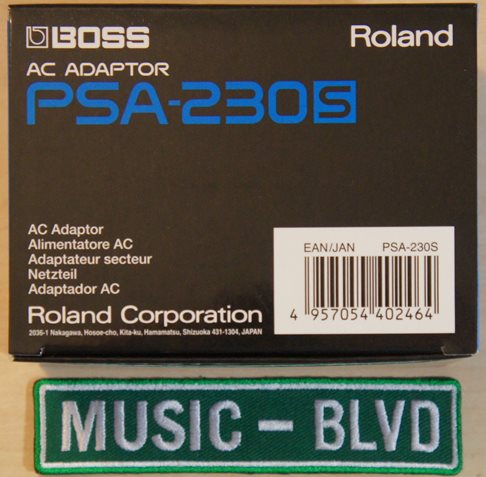 BOSS
Roland
AC ADAPTOR
PSA-230S
AC Adaptor
Alimentatore AC
Adaptateur secteur
Netzteil
Adaptador AC
Roland Corporation
2036-1 Nakagawa, Hosoe-cho, Kita-ku, Hamamatsu, Shizuoka 431-1304, JAPAN
EAN/JAN PSA-230S
4 957054 402464
MUSIC - BLVD